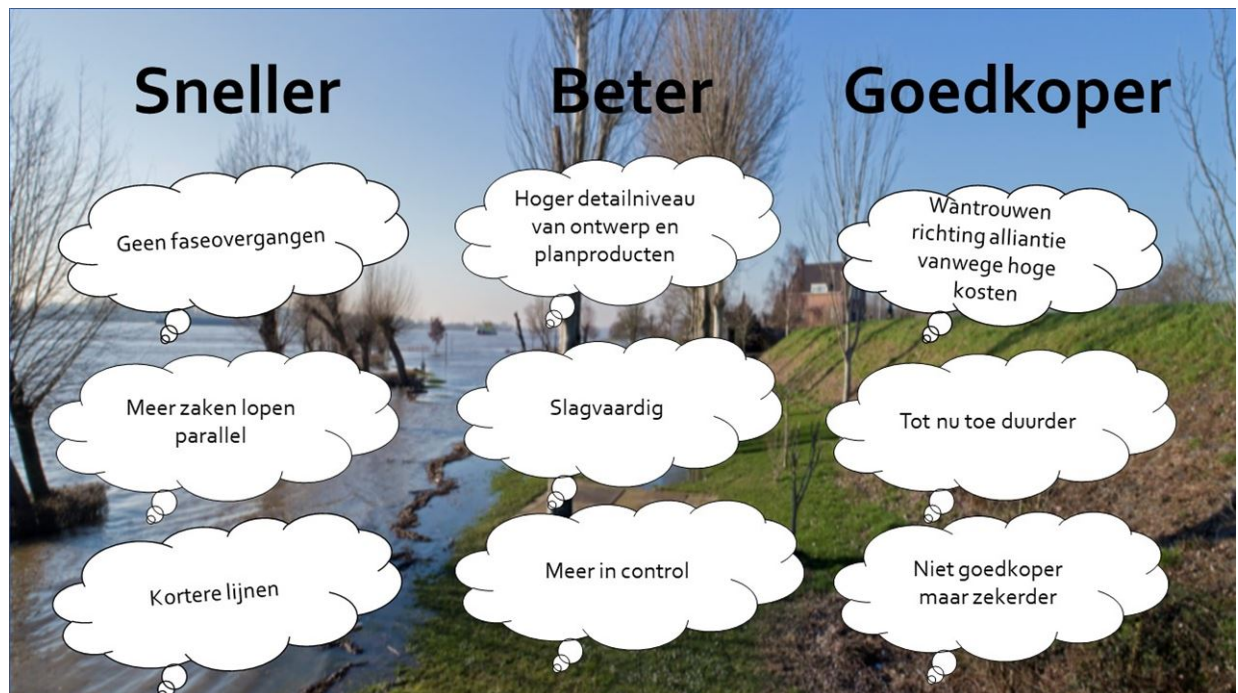 Sneller
Beter
Goedkoper
Geen faseovergangen
Hoger detailniveau
van ontwerp en
planproducten
Wantrouwen
richting alliantie
vanwege hoge
kosten
Meer zaken lopen
parallel
Slagvaardig
Tot nu toe duurder
Kortere lijnen
Meer in control
Niet goedkoper
maar zekerder